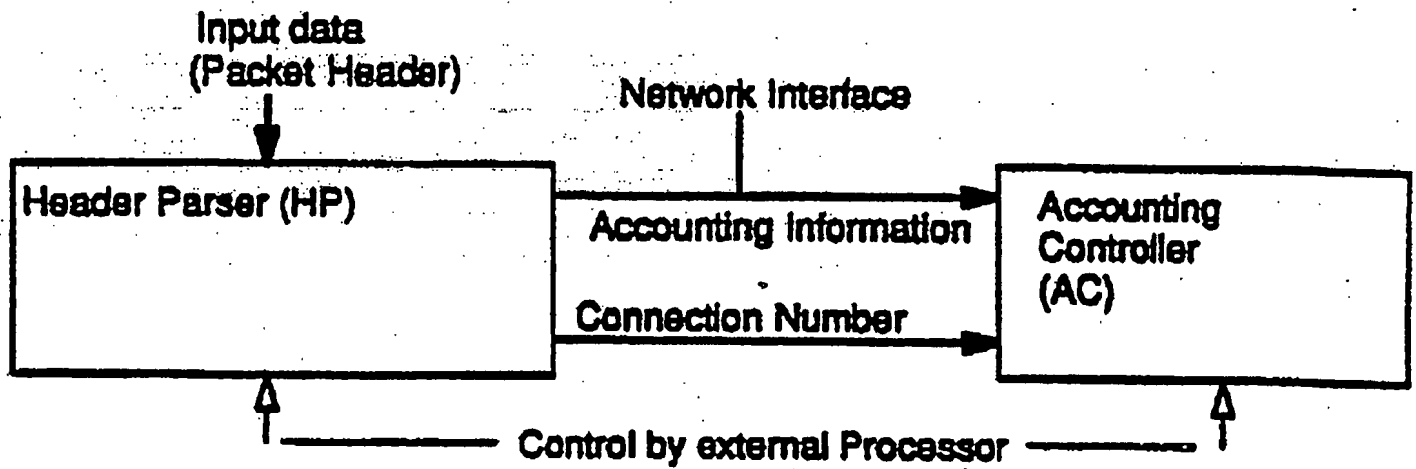 Input data
(Packet Header)
Network Interface
Header Parser (HP)
Accounting Information
Accounting
Controller
(AC)
Connection Number
Control by external Processor